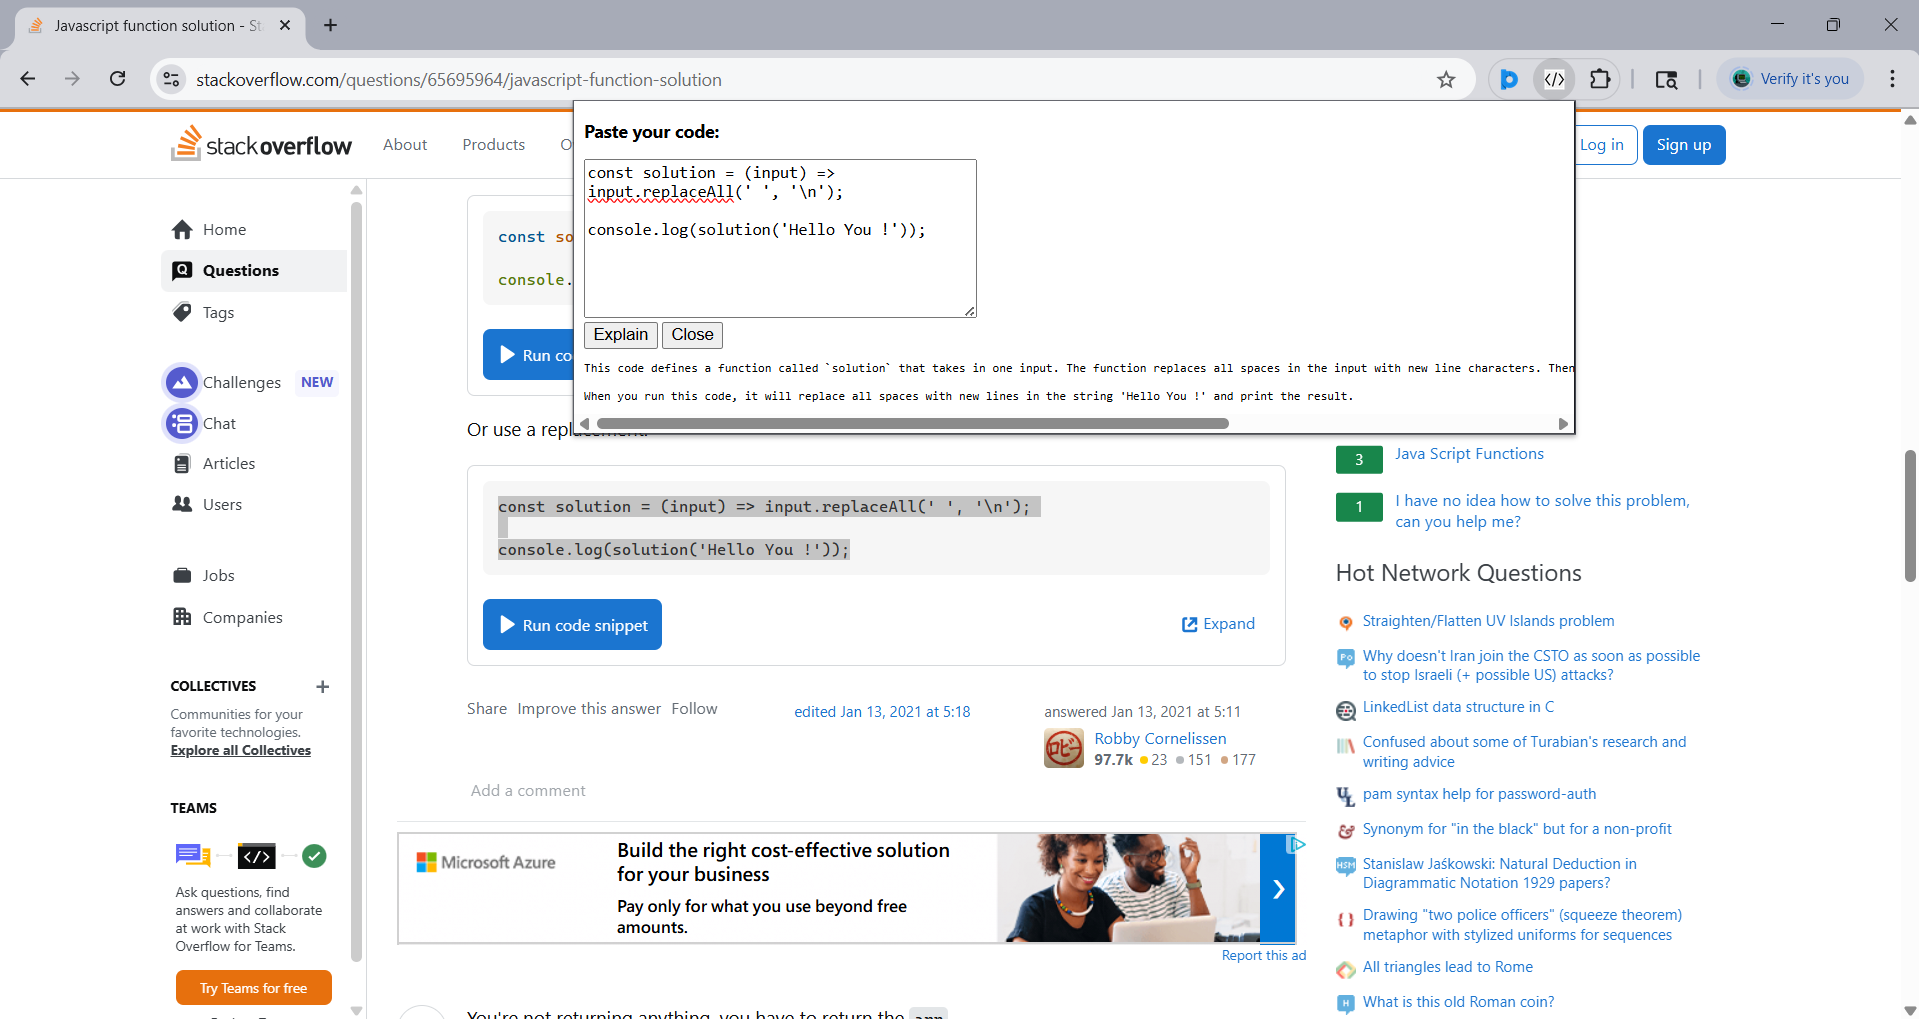 Javascript function solution - St
stackoverflow.com/questions/65695964/javascript-function-solution
Verify it's you
stackoverflow
About
Products
Log in
Sign up
Home
Questions
Tags
Challenges NEW
Chat
Articles
Users
Jobs
Companies
COLLECTIVES
Communities for your
favorite technologies.
Explore all Collectives
TEAMS
Ask questions, find
answers and collaborate
at work with Stack
Overflow for Teams.
Try Teams for free
Paste your code:
const solution = (input) =>
input.replaceAll(' ', '\n');
console.log(solution('Hello You !'));
Explain
Close
This code defines a function called `solution` that takes in one input. The function replaces all spaces in the input with new line characters. Then
When you run this code, it will replace all spaces with new lines in the string 'Hello You !' and print the result.
const so
console.
Run co
Or use a replacement:
const solution = (input) => input.replaceAll(' ', '\n');
console.log(solution('Hello You !'));
Run code snippet
Expand
Share Improve this answer Follow
edited Jan 13, 2021 at 5:18
answered Jan 13, 2021 at 5:11
ロビー
Robby Cornelissen
97.7k 23 151 177
Add a comment
Microsoft Azure
Build the right cost-effective solution
for your business
Pay only for what you use beyond free
amounts.
Report this ad
You're not returning anything, you have to return the
3 Java Script Functions
1 I have no idea how to solve this problem,
can you help me?
Hot Network Questions
Straighten/Flatten UV Islands problem
Po Why doesn't Iran join the CSTO as soon as possible
to stop Israeli (+ possible US) attacks?
LinkedList data structure in C
Confused about some of Turabian's research and
writing advice
UL pam syntax help for password-auth
Synonym for "in the black" but for a non-profit
HSM Stanislaw Jaśkowski: Natural Deduction in
Diagrammatic Notation 1929 papers?
Drawing "two police officers" (squeeze theorem)
metaphor with stylized uniforms for sequences
All triangles lead to Rome
H What is this old Roman coin?